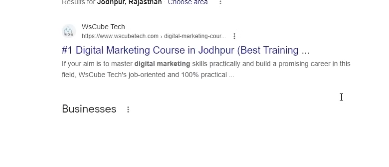 Results for Jodhpur, Rajasthan · Choose area
WsCube Tech
https://www.wscubetech.com › digital-marketing-cour...
#1 Digital Marketing Course in Jodhpur (Best Training ...
If your aim is to master digital marketing skills practically and build a promising career in this
field, WsCube Tech's job-oriented and 100% practical ...
Businesses